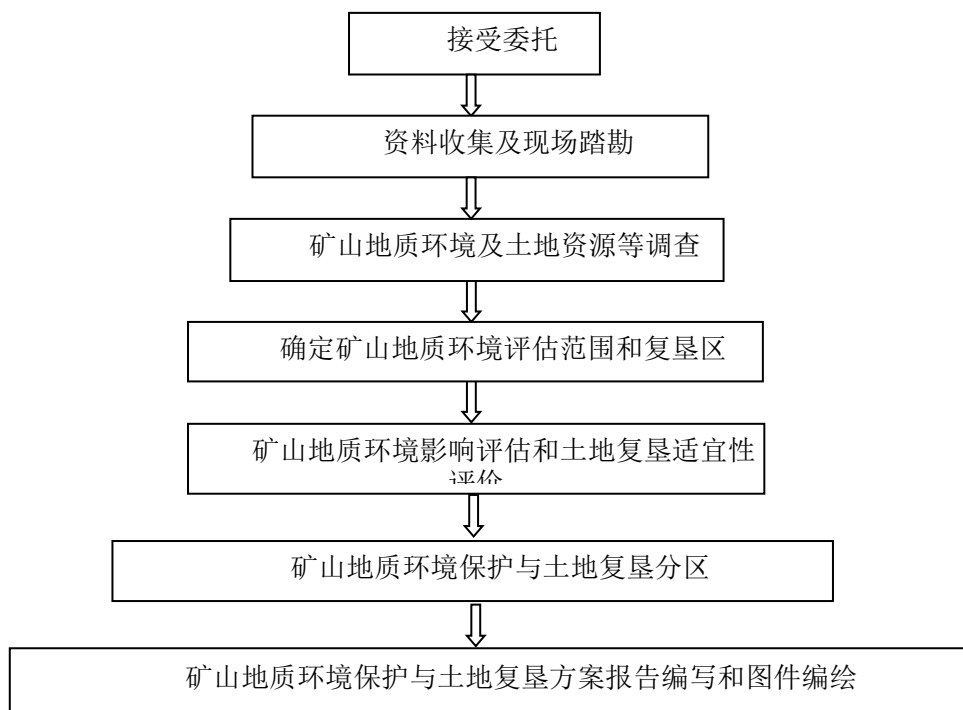 接受委托
资料收集及现场踏勘
矿山地质环境及土地资源等调查
确定矿山地质环境评估范围和复垦区
矿山地质环境影响评估和土地复垦适宜性
评价
矿山地质环境保护与土地复垦分区
矿山地质环境保护与土地复垦方案报告编写和图件编绘